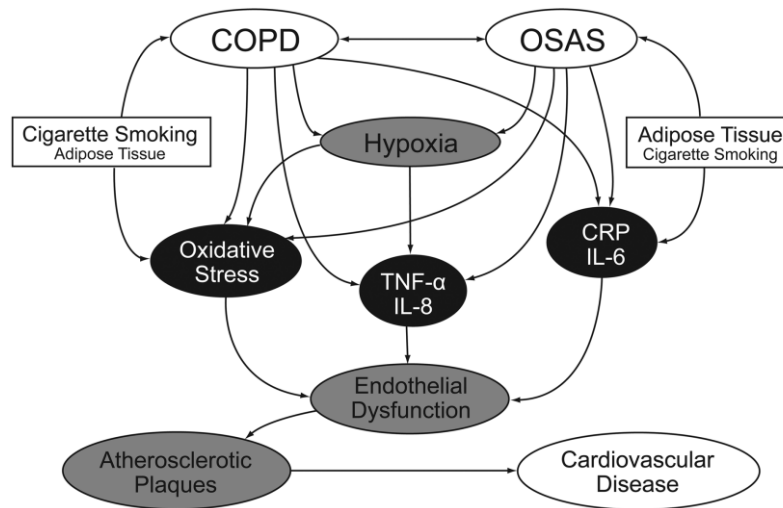 COPD
OSAS
Cigarette Smoking
Adipose Tissue
Hypoxia
Adipose Tissue
Cigarette Smoking
Oxidative
Stress
TNF-α
IL-8
CRP
IL-6
Endothelial
Dysfunction
Atherosclerotic
Plaques
Cardiovascular
Disease